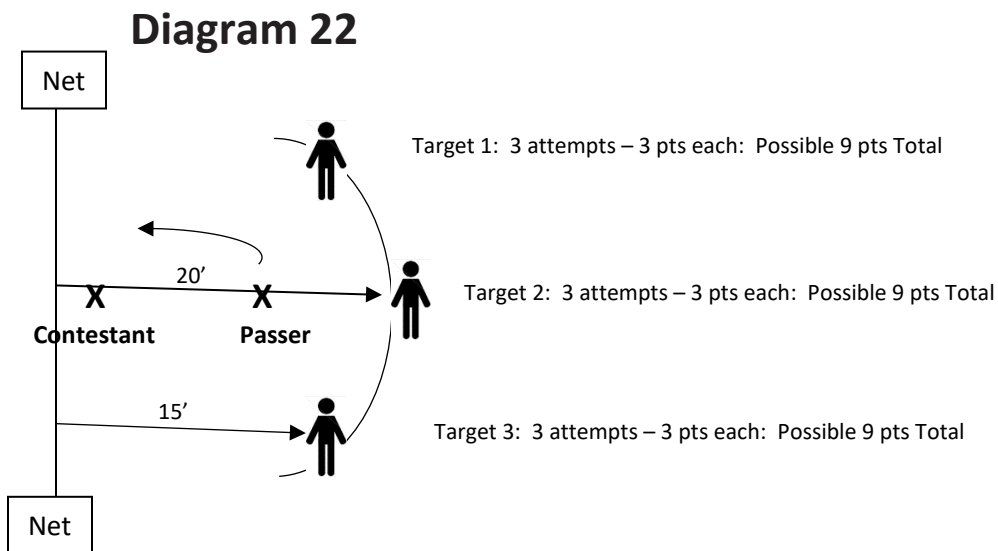 Diagram 22
Net
Target 1: 3 attempts – 3 pts each: Possible 9 pts Total
20’
X
X
Target 2: 3 attempts – 3 pts each: Possible 9 pts Total
Contestant
Passer
15’
Target 3: 3 attempts – 3 pts each: Possible 9 pts Total
Net